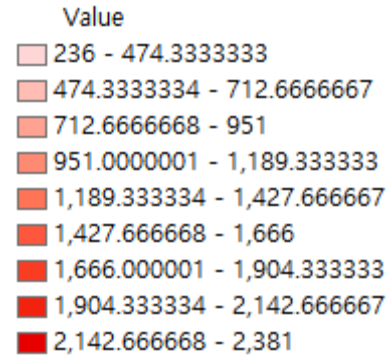 Value
236 - 474.3333333
474.3333334 - 712.6666667
712.6666668 - 951
951.0000001 - 1,189.333333
1,189.333334 - 1,427.666667
1,427.666668 - 1,666
1,666.000001 - 1,904.333333
1,904.333334 - 2,142.666667
2,142.666668 - 2,381